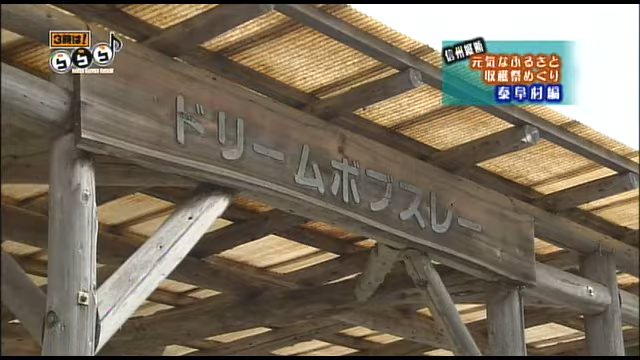 3時は!
ららら♪
信州縦断
元気なふるさと
収穫祭めぐり
泰阜村編
ドリームボブスレー